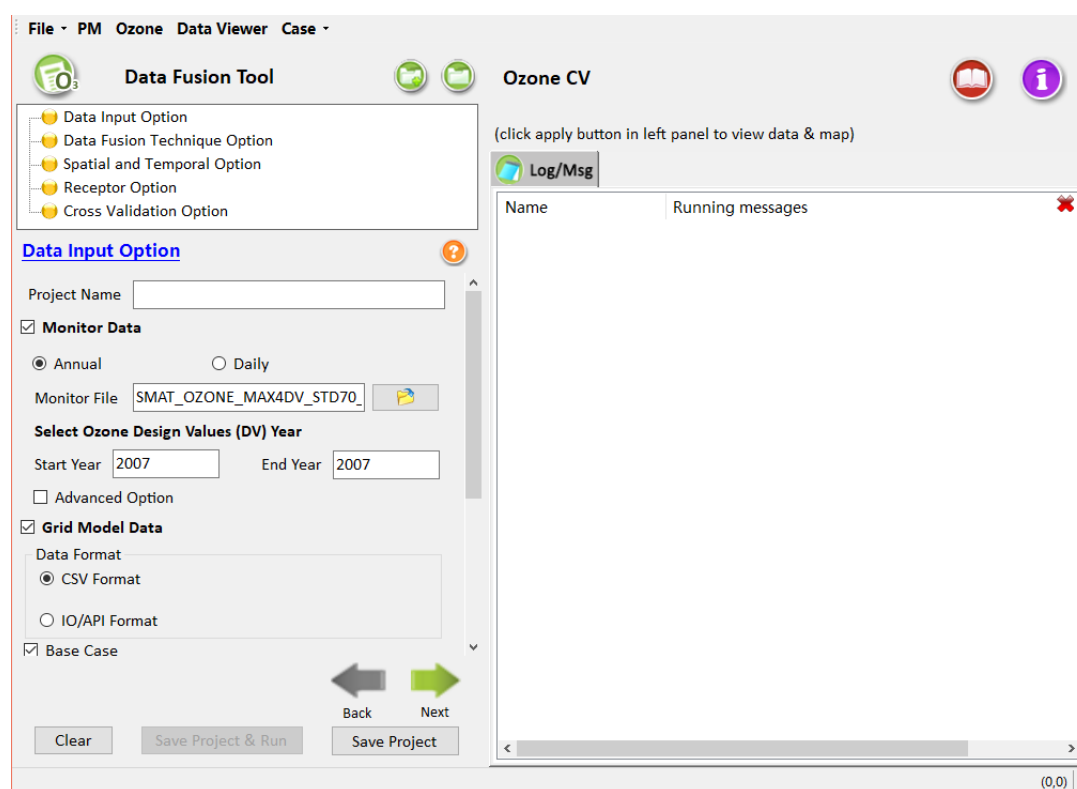 File PM Ozone Data Viewer Case
O3 Data Fusion Tool
Ozone CV
Data Input Option
Data Fusion Technique Option
Spatial and Temporal Option
Receptor Option
Cross Validation Option
(click apply button in left panel to view data & map)
Log/Msg
Name Running messages
Data Input Option
Project Name
Monitor Data
Annual Daily
Monitor File SMAT_OZONE_MAX4DV_STD70_
Select Ozone Design Values (DV) Year
Start Year 2007 End Year 2007
Advanced Option
Grid Model Data
Data Format
CSV Format
IO/API Format
Base Case
Back Next
Clear Save Project & Run Save Project
(0,0)